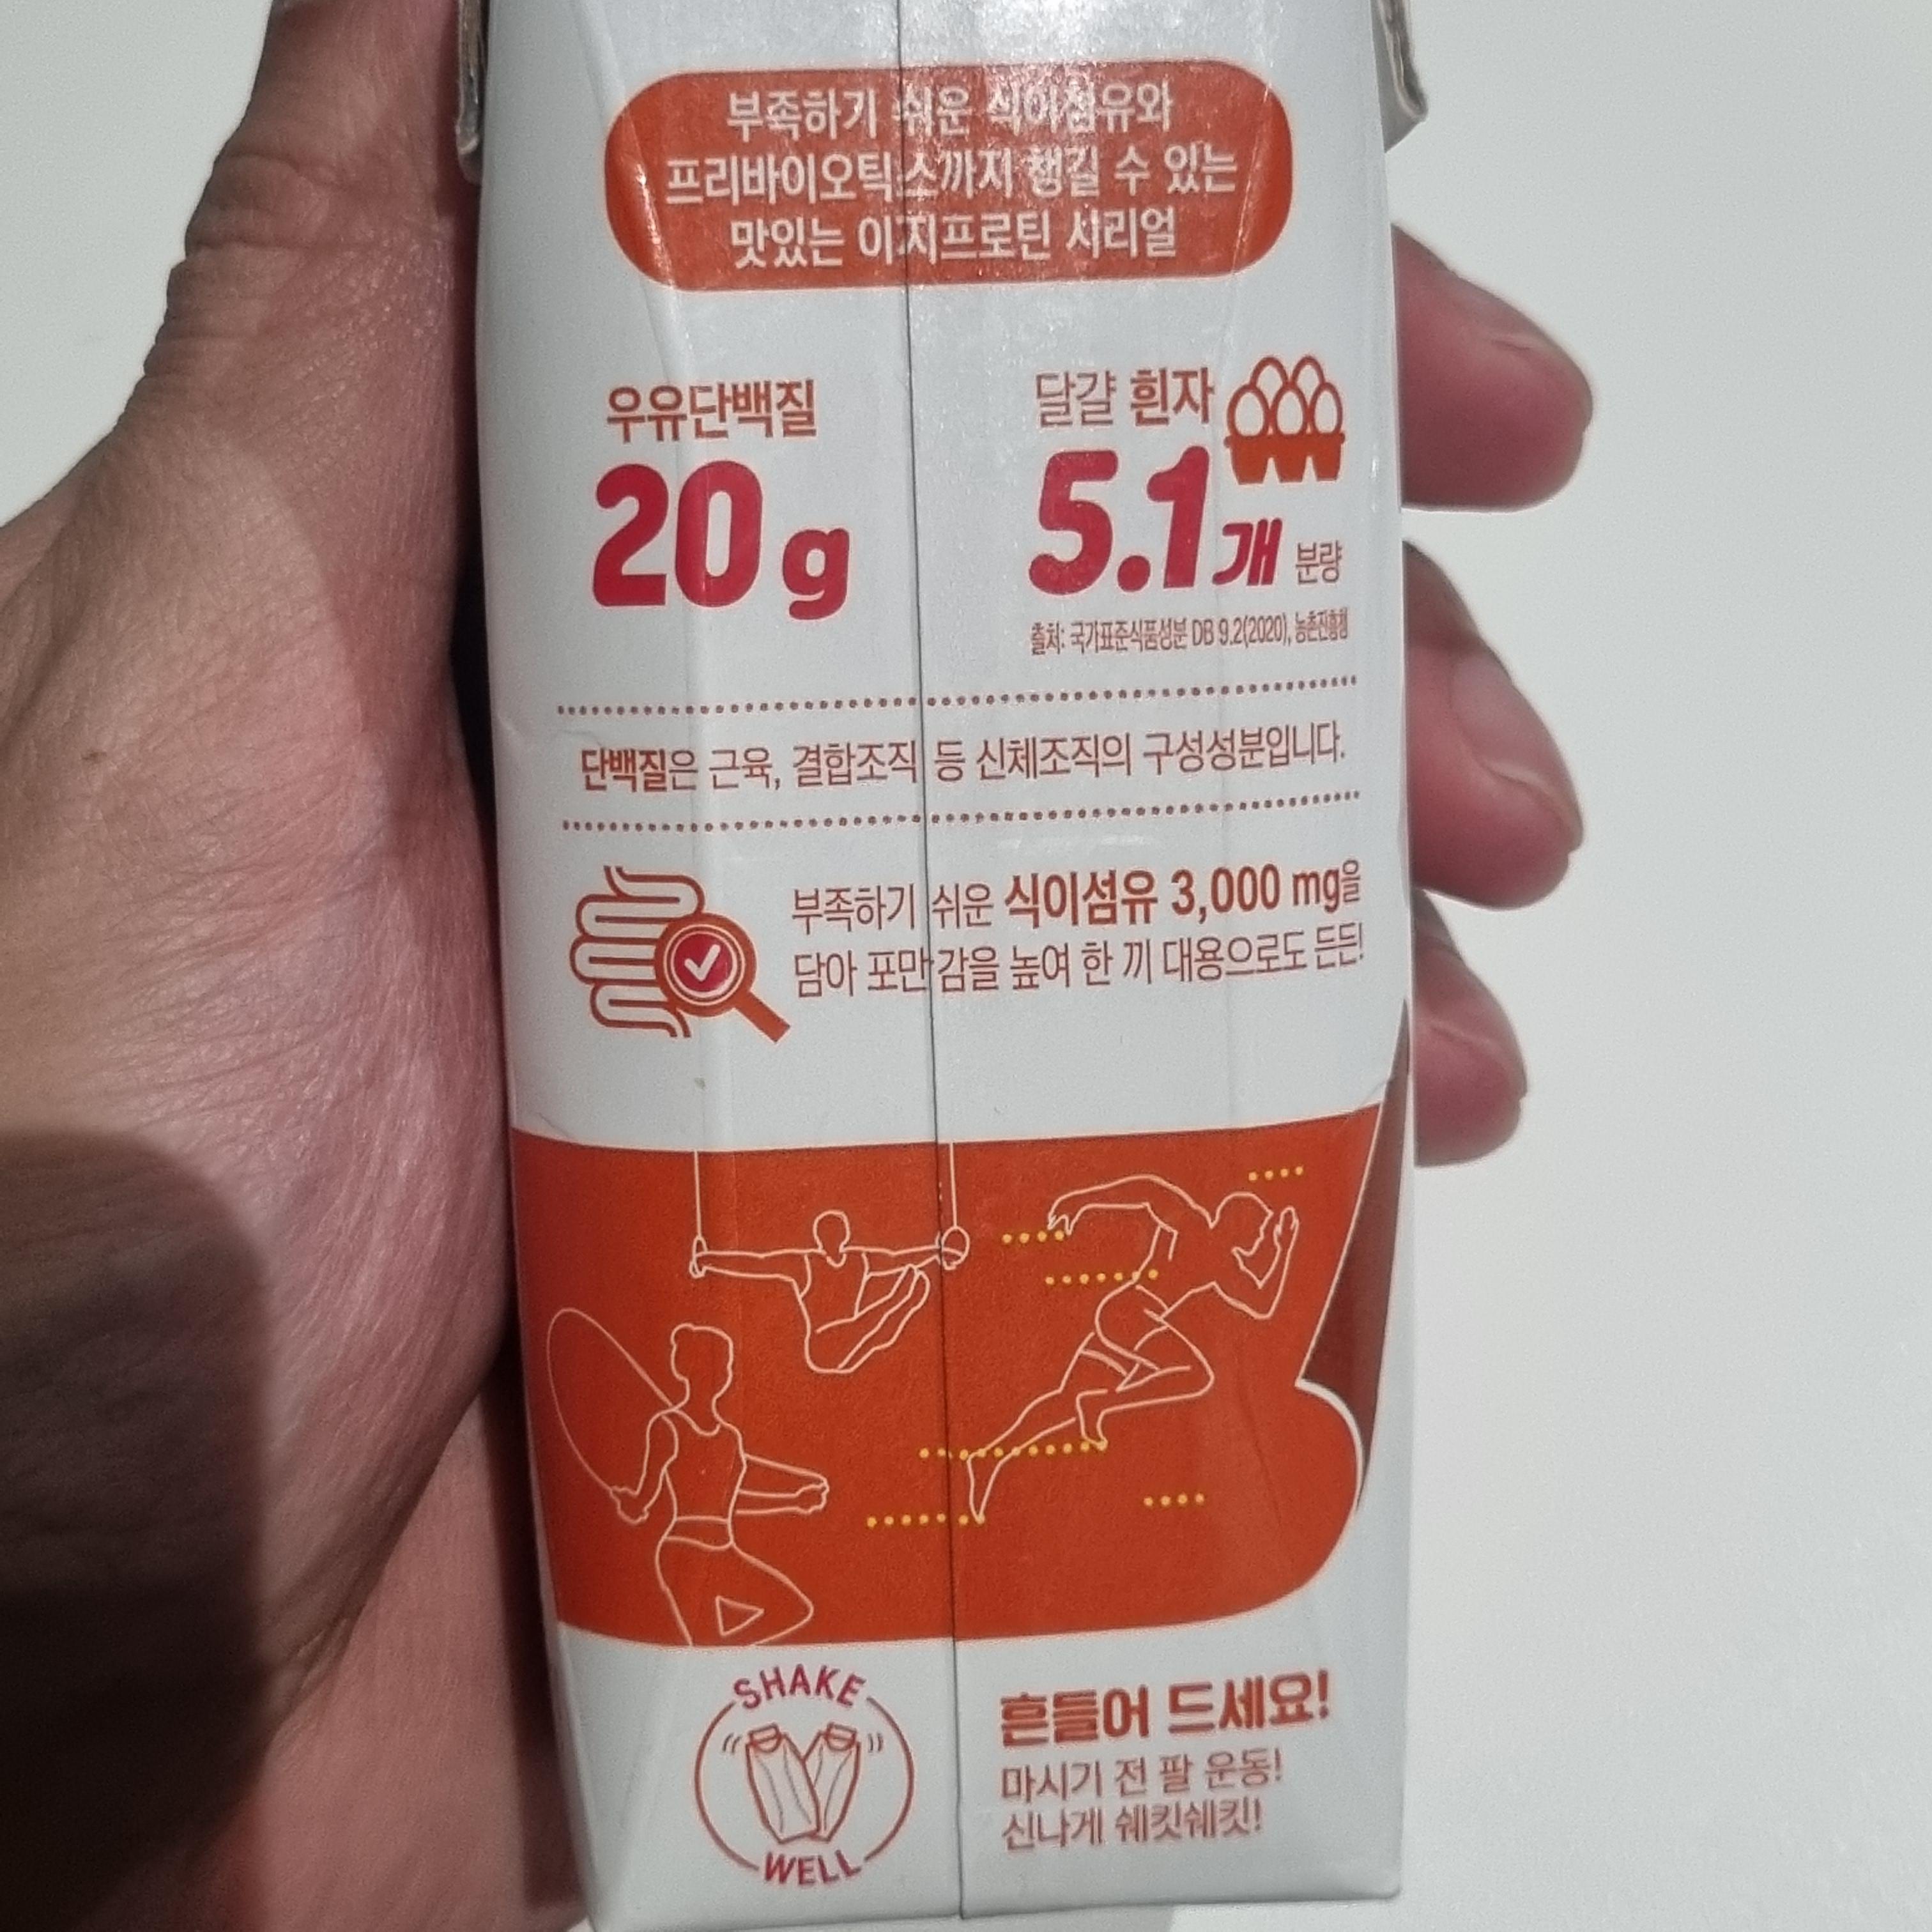 부족하기 쉬운 식이섬유와
프리바이오틱스까지 챙길 수 있는
맛있는 이지프로틴 시리얼
우유단백질
20 g
달걀 흰자
5.1개 분량
출처: 국가표준식품성분 DB 9.2(2020), 농촌진흥청
단백질은 근육, 결합조직 등 신체조직의 구성성분입니다.
부족하기 쉬운 식이섬유 3,000 mg을
담아 포만감을 높여 한 끼 대용으로도 든든!
SHAKE
WELL
흔들어 드세요!
마시기 전 팔 운동!
신나게 쉐킷쉐킷!